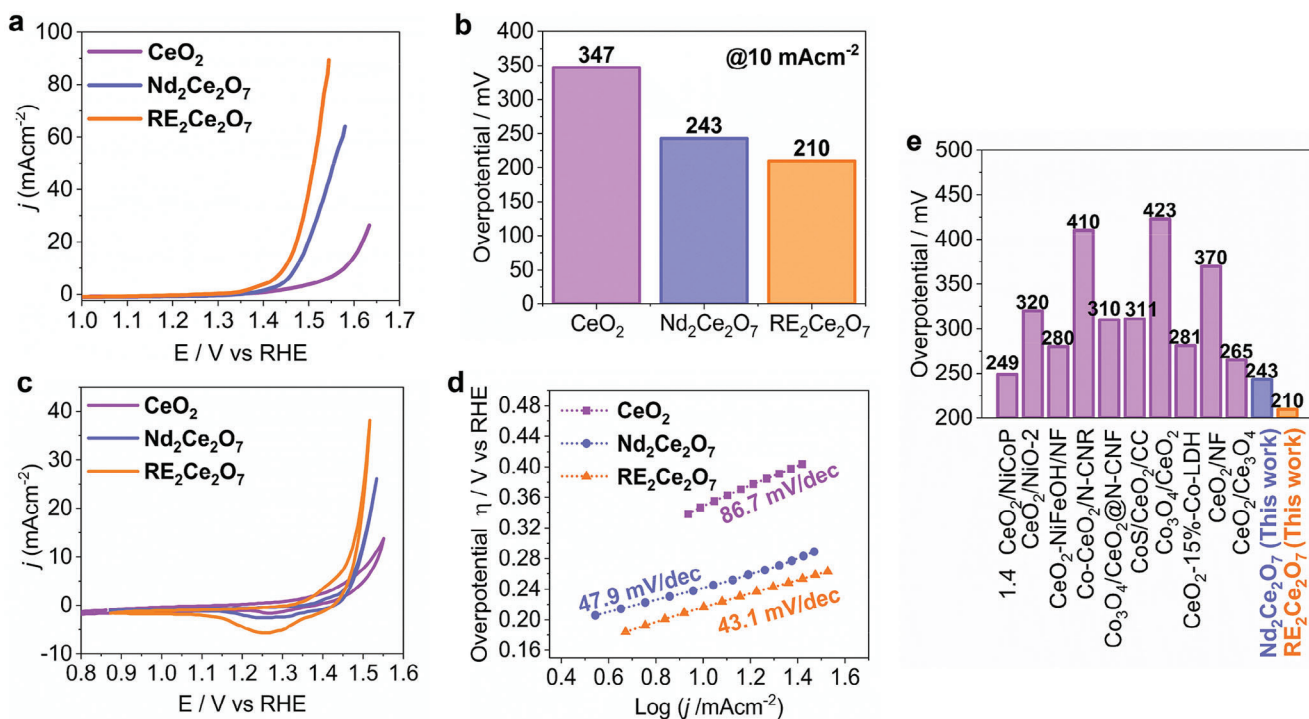 a
CeO₂
Nd₂Ce₂O₇
RE₂Ce₂O₇
100
80
60
40
20
0
j (mAcm⁻²)
1.0 1.1 1.2 1.3 1.4 1.5 1.6 1.7
E / V vs RHE
b
@10 mAcm⁻²
400
350
300
250
200
150
100
50
0
Overpotential / mV
347
243
210
CeO₂ Nd₂Ce₂O₇ RE₂Ce₂O₇
c
CeO₂
Nd₂Ce₂O₇
RE₂Ce₂O₇
40
30
20
10
0
-10
j (mAcm⁻²)
0.8 0.9 1.0 1.1 1.2 1.3 1.4 1.5 1.6
E / V vs RHE
d
CeO₂
Nd₂Ce₂O₇
RE₂Ce₂O₇
0.48
0.44
0.40
0.36
0.32
0.28
0.24
0.20
0.16
Overpotential η / V vs RHE
86.7 mV/dec
47.9 mV/dec
43.1 mV/dec
0.4 0.6 0.8 1.0 1.2 1.4 1.6
Log (j /mAcm⁻²)
e
500
450
400
350
300
250
200
Overpotential / mV
249
320
280
410
310
311
423
281
370
265
243
210
1.4 CeO₂/NiCoP
CeO₂/NiO-2
CeO₂-NiFeOH/NF
Co-CeO₂/N-CNR
Co₃O₄/CeO₂@N-CNF
CoS/CeO₂/CC
Co₃O₄/CeO₂
CeO₂-15%-Co-LDH
CeO₂/NF
CeO₂/Ce₃O₄
Nd₂Ce₂O₇ (This work)
RE₂Ce₂O₇ (This work)